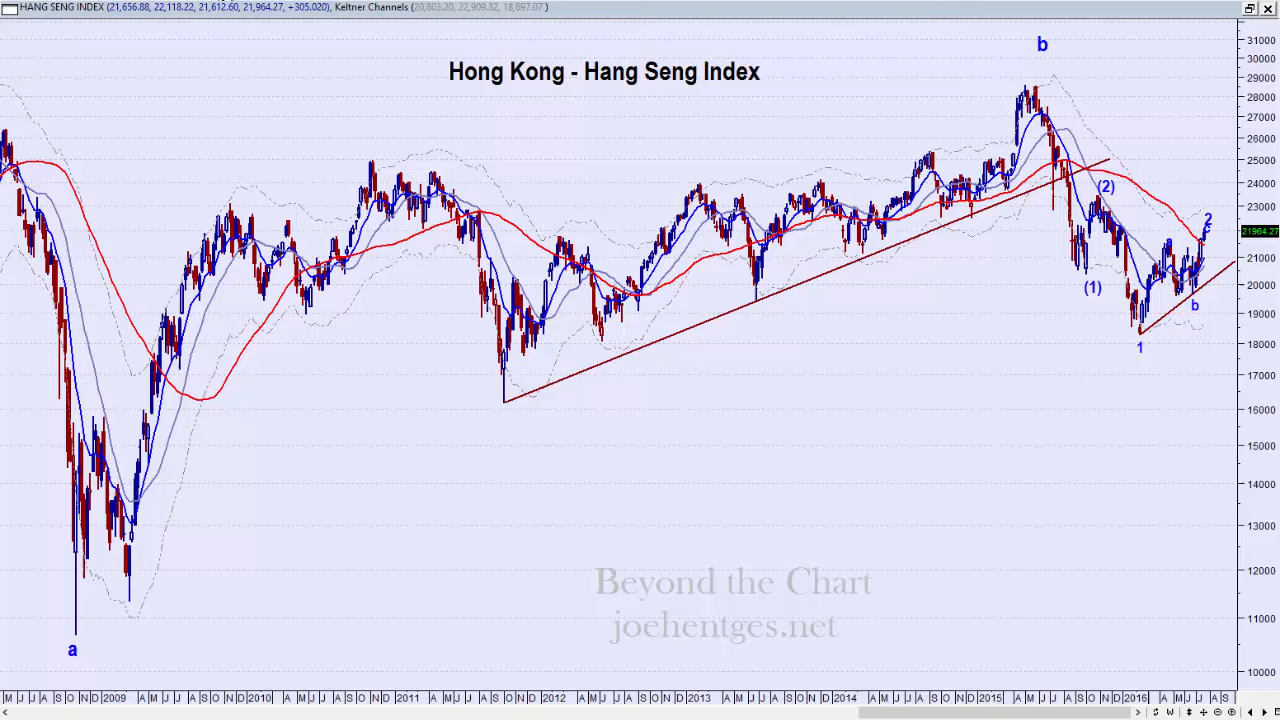 HANG SENG INDEX (21,656.88, 22,118.22, 21,612.60, 21,964.27, +305.020), Keltner Channels (20,803.20, 22,909.32, 18,697.07 )
b
Hong Kong - Hang Seng Index
31000
30000
29000
28000
27000
26000
25000
24000
(2)
23000
2
c
21964.27
a
21000
(1)
20000
b
19000
1
18000
17000
16000
15000
14000
13000
12000
Beyond the Chart
joehentges.net
11000
a
10000
M J J A S O N D 2009 A M J J A S O N D 2010 A M J J A S O N D 2011 A M J J A S O N D 2012 A M J J A S O N D 2013 A M J J A S O N D 2014 A M J J A S O N D 2015 A M J J A S O N D 2016 A M J J A S